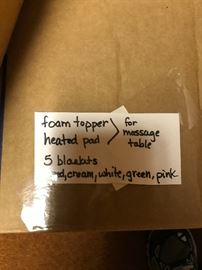 foam topper
heated pad
for
massage
table
5 blankets
cream, white, green, pink